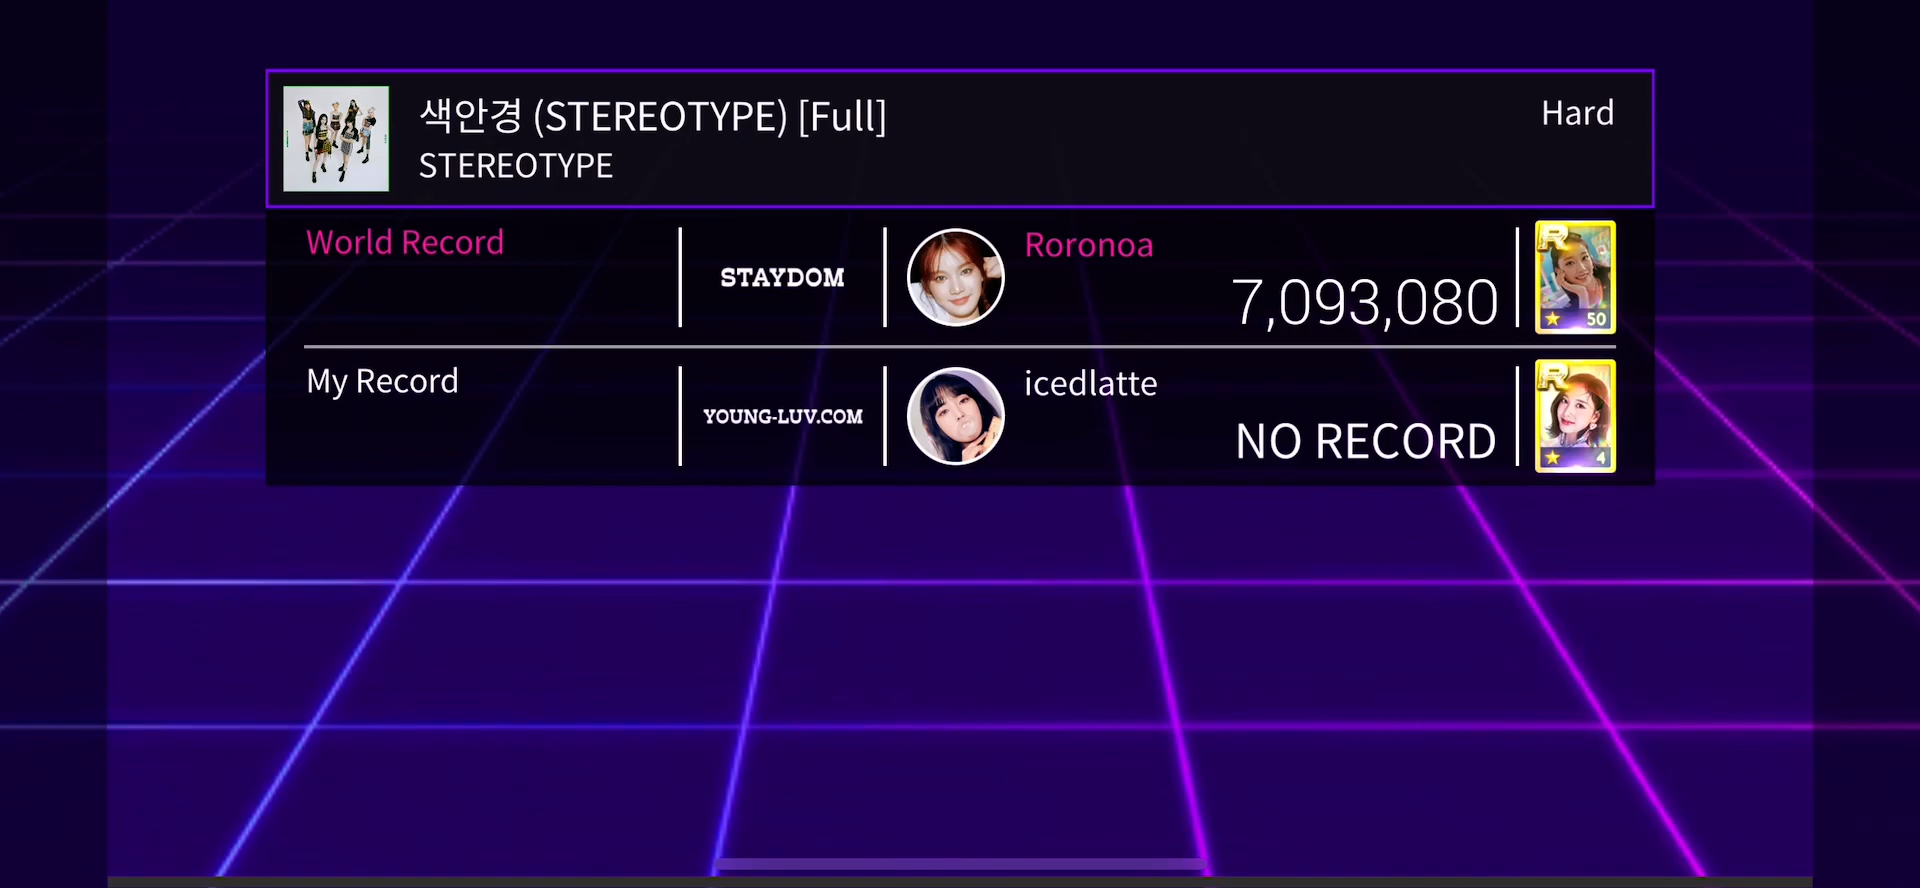 색안경 (STEREOTYPE) [Full]
STEREOTYPE
Hard
World Record
STAYDOM
Roronoa
7,093,080
R
50
My Record
YOUNG-LUV.COM
icedlatte
NO RECORD
R
4